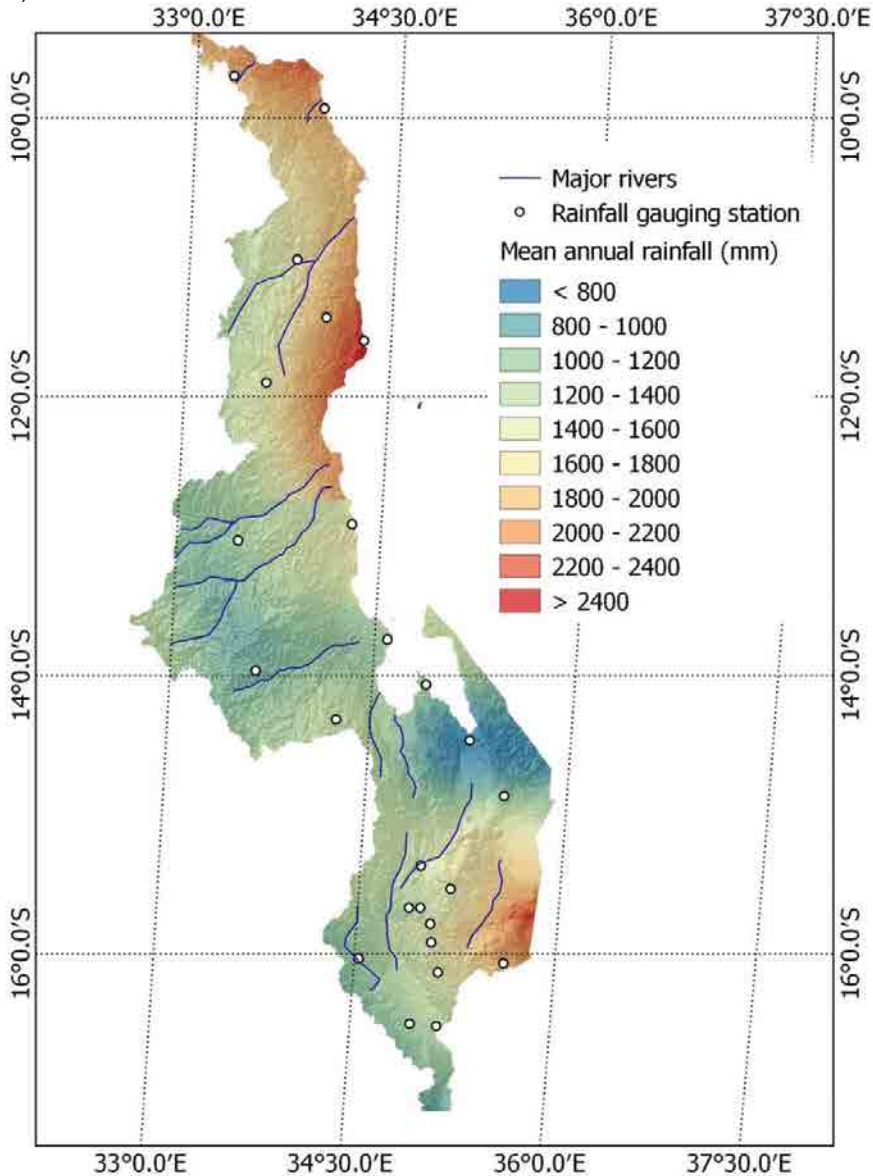 33°0.0'E 34°30.0'E 36°0.0'E 37°30.0'E
10°0.0'S 10°0.0'S
Major rivers
Rainfall gauging station
Mean annual rainfall (mm)
< 800
800 - 1000
1000 - 1200
1200 - 1400
1400 - 1600
1600 - 1800
1800 - 2000
2000 - 2200
2200 - 2400
> 2400
12°0.0'S 12°0.0'S
14°0.0'S 14°0.0'S
16°0.0'S 16°0.0'S
33°0.0'E 34°30.0'E 36°0.0'E 37°30.0'E